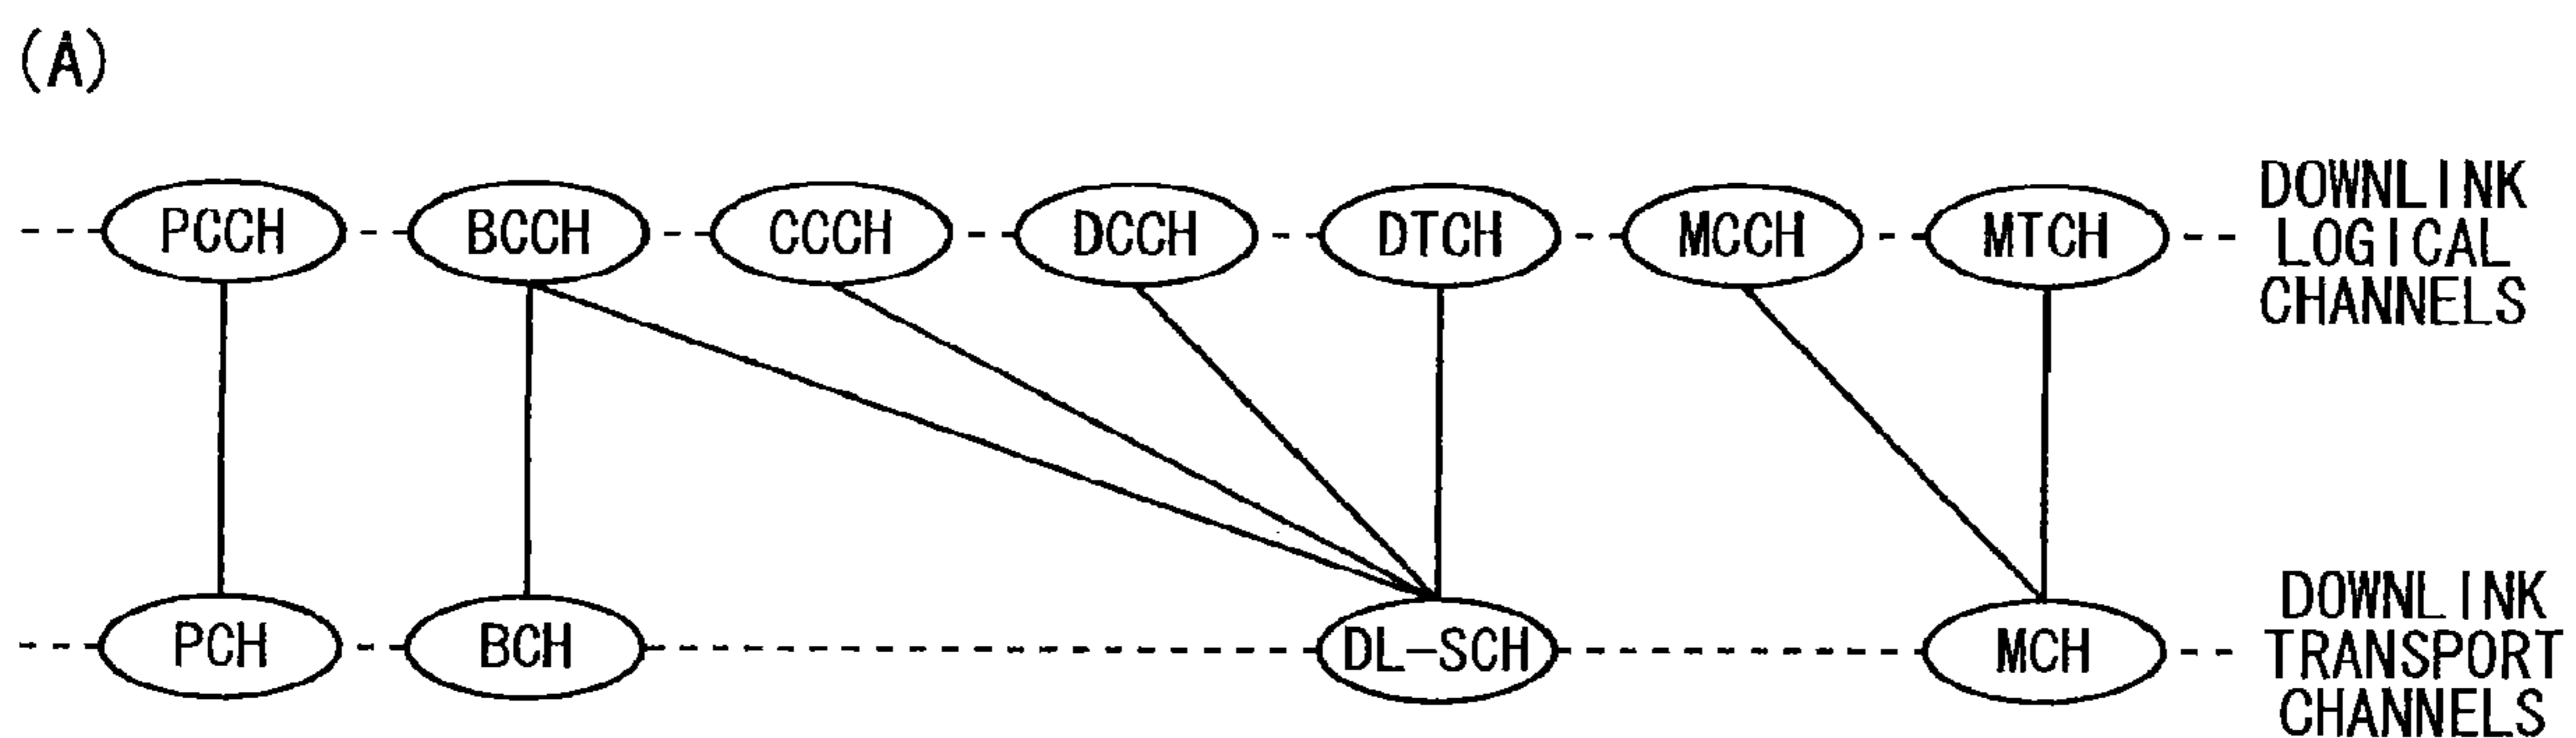 (A)
PCCH BCCH CCCH DCCH DTCH MCCH MTCH
DOWNLINK
LOGICAL
CHANNELS
PCH BCH DL-SCH MCH
DOWNLINK
TRANSPORT
CHANNELS